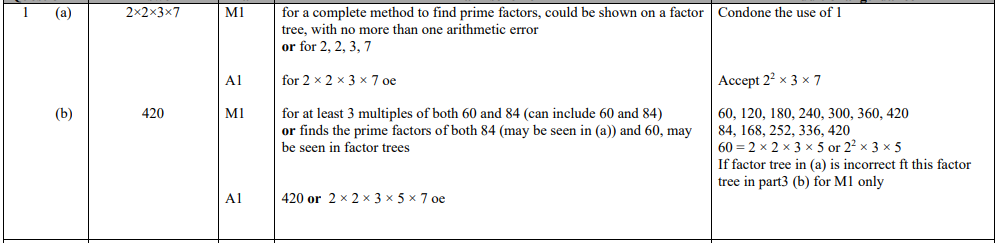 1 (a) 2×2×3×7 M1 for a complete method to find prime factors, could be shown on a factor Condone the use of 1
tree, with no more than one arithmetic error
or for 2, 2, 3, 7
A1 for 2 × 2 × 3 × 7 oe Accept 2² × 3 × 7
(b) 420 M1 for at least 3 multiples of both 60 and 84 (can include 60 and 84) 60, 120, 180, 240, 300, 360, 420
or finds the prime factors of both 84 (may be seen in (a)) and 60, may 84, 168, 252, 336, 420
be seen in factor trees 60 = 2 × 2 × 3 × 5 or 2² × 3 × 5
If factor tree in (a) is incorrect ft this factor
tree in part3 (b) for M1 only
A1 420 or 2 × 2 × 3 × 5 × 7 oe